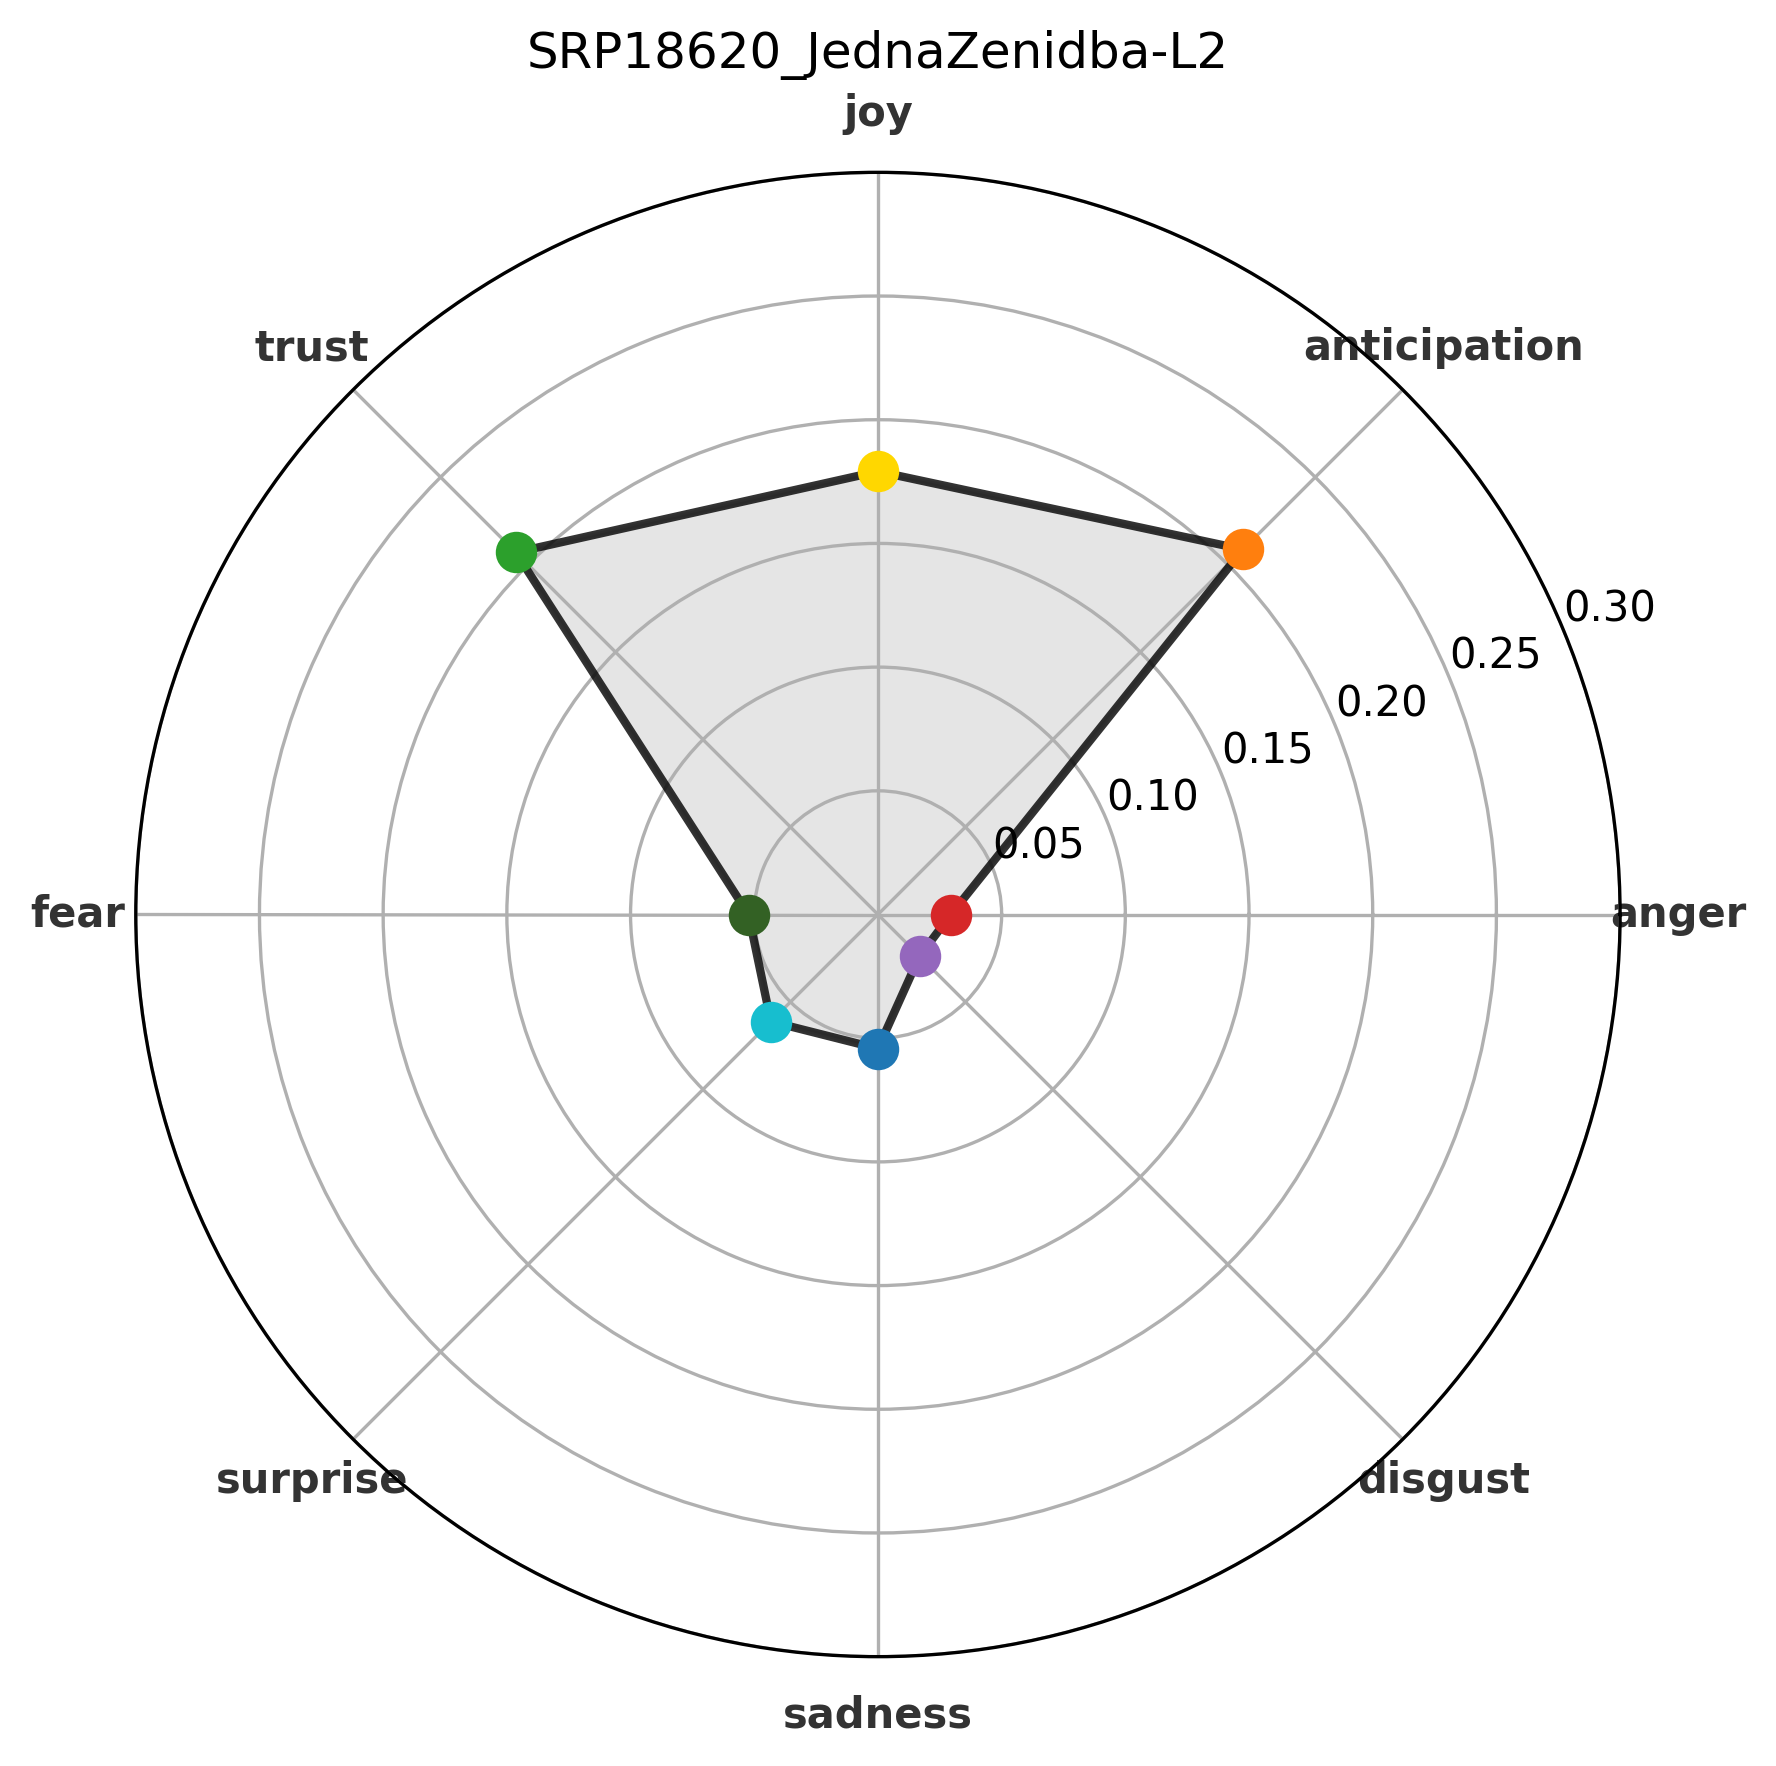 SRP18620_JednaZenidba-L2
joy
trust
anticipation
0.30
0.25
0.20
0.15
0.10
0.05
fear
anger
surprise
disgust
sadness